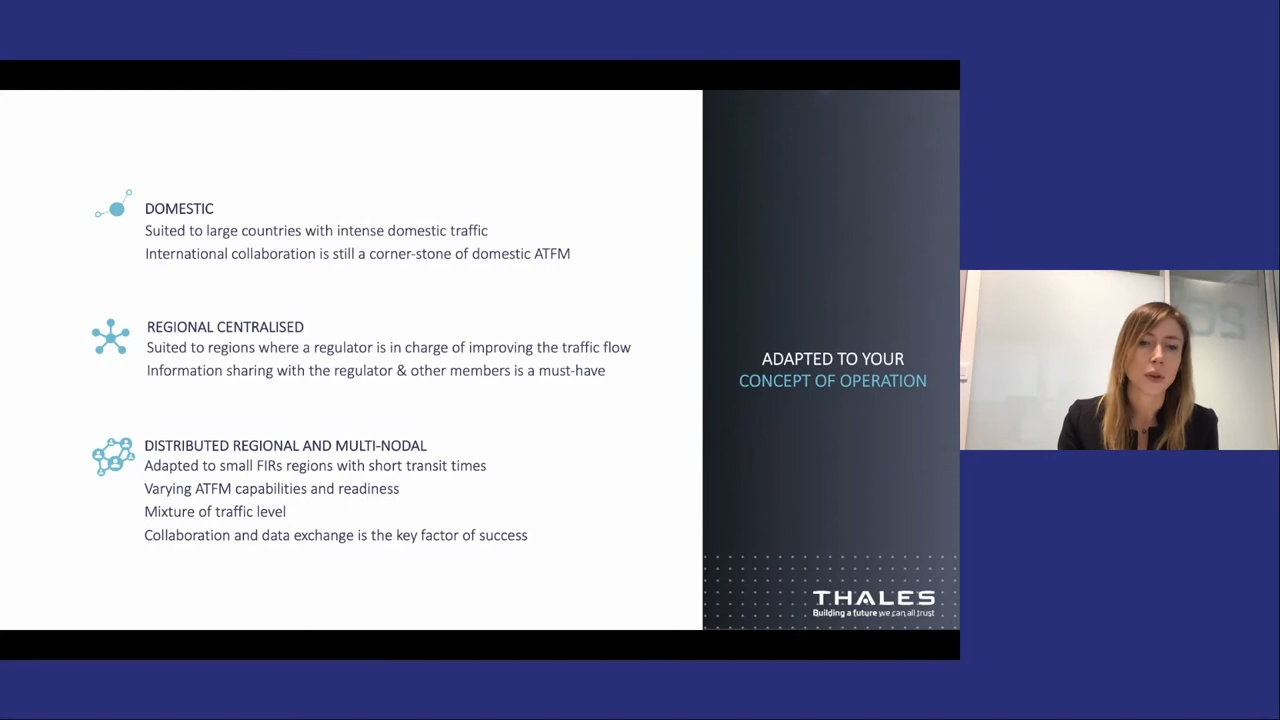 DOMESTIC
Suited to large countries with intense domestic traffic
International collaboration is still a corner-stone of domestic ATFM
REGIONAL CENTRALISED
Suited to regions where a regulator is in charge of improving the traffic flow
Information sharing with the regulator & other members is a must-have
DISTRIBUTED REGIONAL AND MULTI-NODAL
Adapted to small FIRs regions with short transit times
Varying ATFM capabilities and readiness
Mixture of traffic level
Collaboration and data exchange is the key factor of success
ADAPTED TO YOUR
CONCEPT OF OPERATION
THALES
Building a future we can all trust